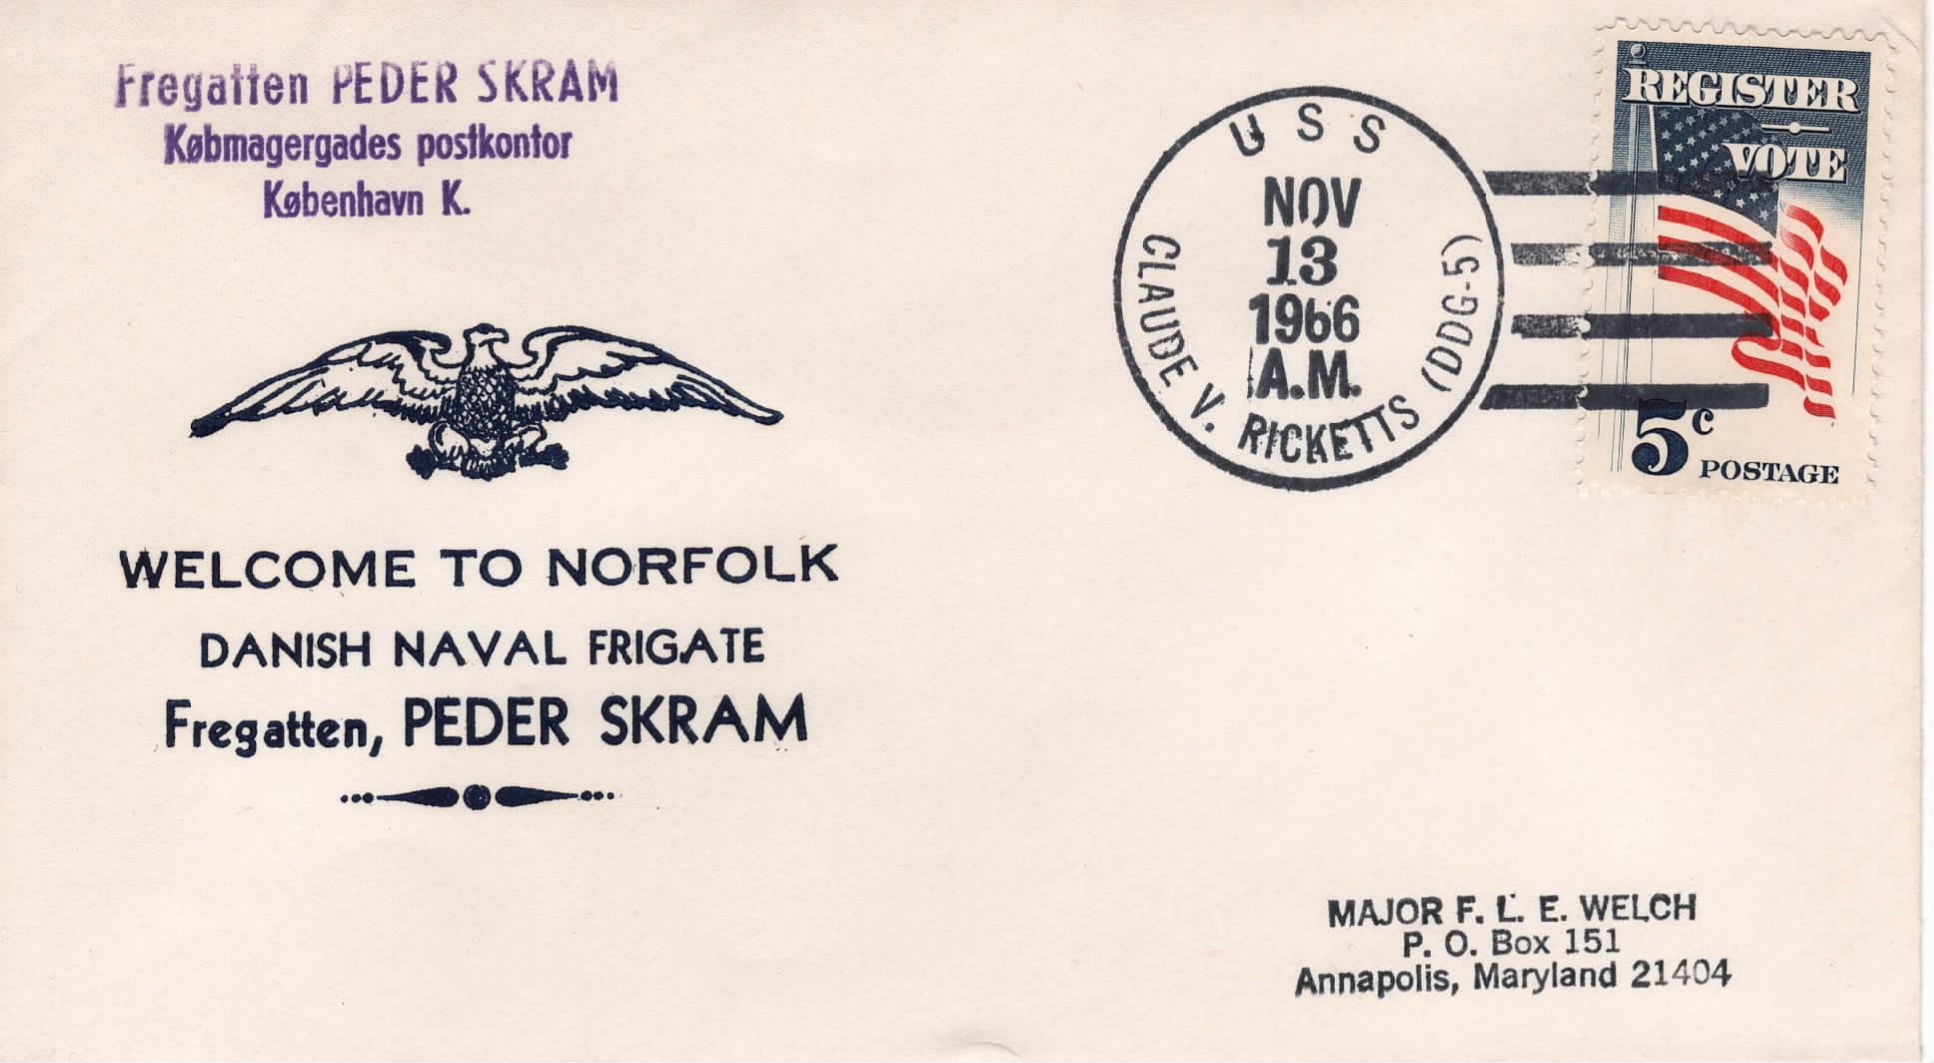 Fregatten PEDER SKRAM
Købmagergades postkontor
København K.
USS
NOV
13
1966
A.M.
CLAUDE V. RICKETTS (DDG-5)
REGISTER
VOTE
5c POSTAGE
WELCOME TO NORFOLK
DANISH NAVAL FRIGATE
Fregatten, PEDER SKRAM
MAJOR F. L. E. WELCH
P. O. Box 151
Annapolis, Maryland 21404